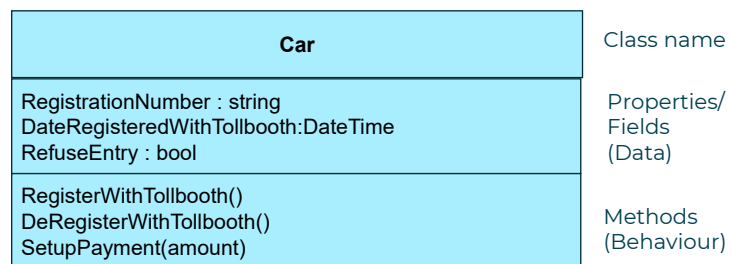 Car
Class name
RegistrationNumber : string
DateRegisteredWithTollbooth:DateTime
RefuseEntry : bool
Properties/
Fields
(Data)
RegisterWithTollbooth()
DeRegisterWithTollbooth()
SetupPayment(amount)
Methods
(Behaviour)